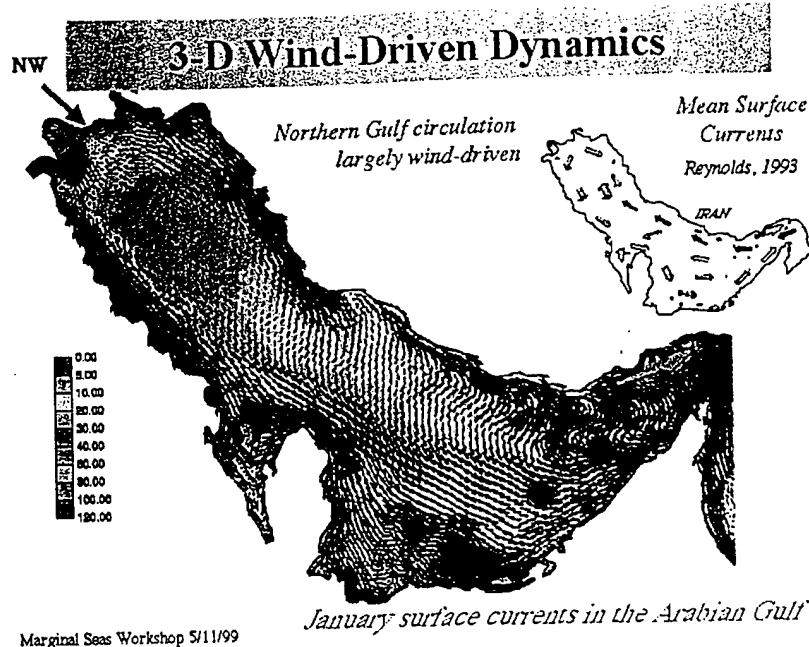 3-D Wind-Driven Dynamics
NW
Northern Gulf circulation
largely wind-driven
Mean Surface
Currents
Reynolds, 1993
IRAN
0.00
5.00
10.00
20.00
30.00
40.00
60.00
80.00
100.00
120.00
January surface currents in the Arabian Gulf
Marginal Seas Workshop 5/11/99